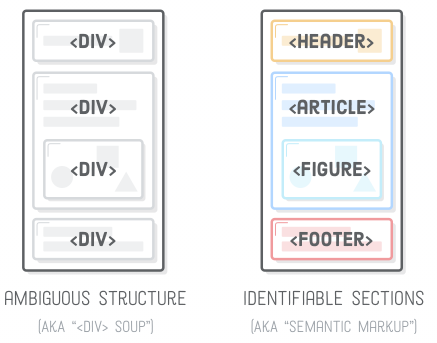 <DIV>
<DIV>
<DIV>
<DIV>
AMBIGUOUS STRUCTURE
(AKA “<DIV> SOUP”)
<HEADER>
<ARTICLE>
<FIGURE>
<FOOTER>
IDENTIFIABLE SECTIONS
(AKA “SEMANTIC MARKUP”)